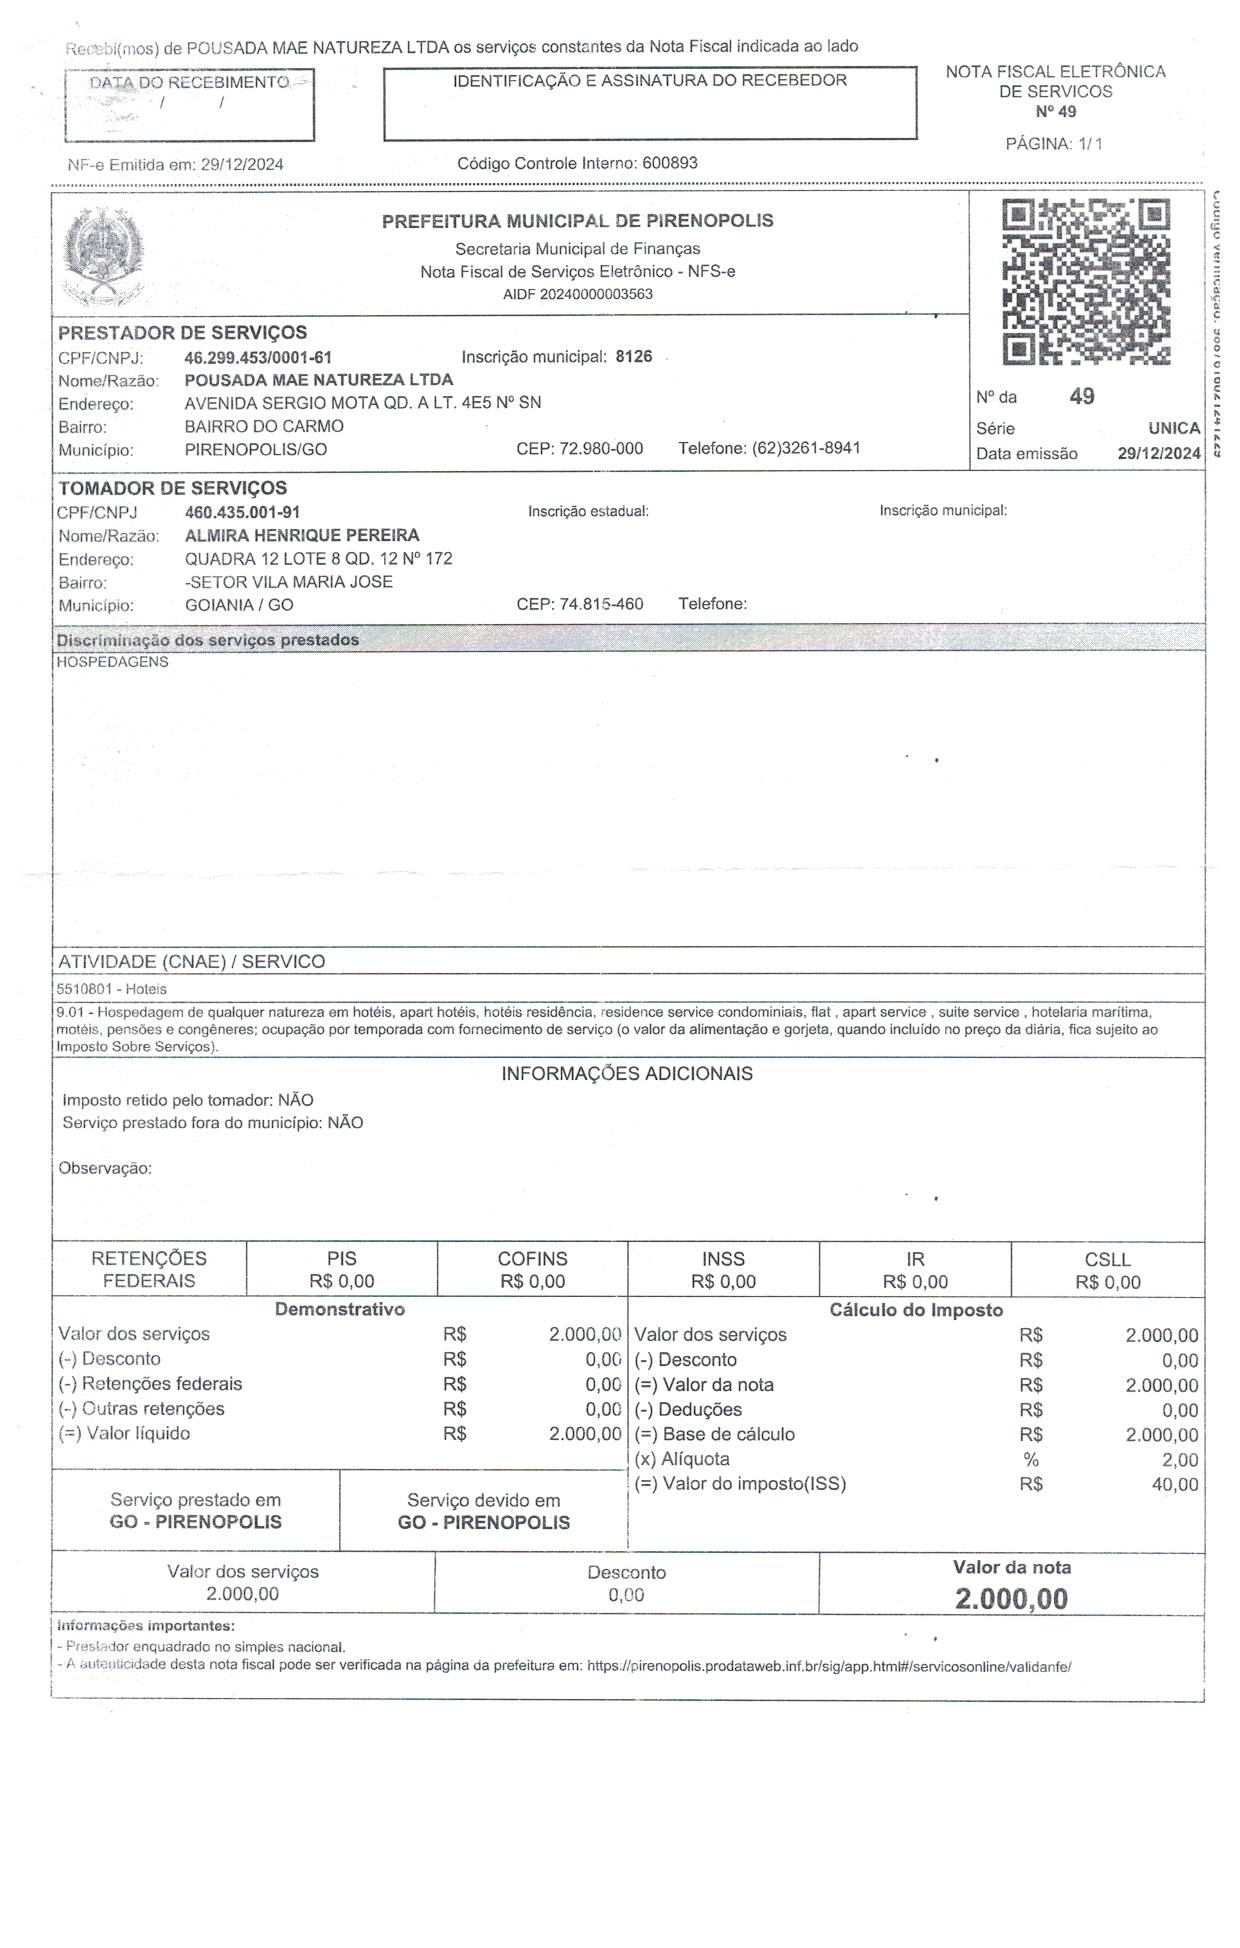 Recebi(mos) de POUSADA MAE NATUREZA LTDA os serviços constantes da Nota Fiscal indicada ao lado
DATA DO RECEBIMENTO
/ /
IDENTIFICAÇÃO E ASSINATURA DO RECEBEDOR
NOTA FISCAL ELETRÔNICA
DE SERVICOS
Nº 49
PÁGINA: 1/1
NF-e Emitida em: 29/12/2024
Código Controle Interno: 600893
PREFEITURA MUNICIPAL DE PIRENOPOLIS
Secretaria Municipal de Finanças
Nota Fiscal de Serviços Eletrônico - NFS-e
AIDF 20240000003563
PRESTADOR DE SERVIÇOS
CPF/CNPJ: 46.299.453/0001-61 Inscrição municipal: 8126
Nome/Razão: POUSADA MAE NATUREZA LTDA
Endereço: AVENIDA SERGIO MOTA QD. A LT. 4E5 Nº SN
Bairro: BAIRRO DO CARMO
Município: PIRENOPOLIS/GO CEP: 72.980-000 Telefone: (62)3261-8941
Nº da 49
Série UNICA
Data emissão 29/12/2024
TOMADOR DE SERVIÇOS
CPF/CNPJ 460.435.001-91 Inscrição estadual: Inscrição municipal:
Nome/Razão: ALMIRA HENRIQUE PEREIRA
Endereço: QUADRA 12 LOTE 8 QD. 12 Nº 172
Bairro: -SETOR VILA MARIA JOSE
Município: GOIANIA / GO CEP: 74.815-460 Telefone:
Discriminação dos serviços prestados
HOSPEDAGENS
ATIVIDADE (CNAE) / SERVICO
5510801 - Hoteis
9.01 - Hospedagem de qualquer natureza em hotéis, apart hotéis, hotéis residência, residence service condominiais, flat , apart service , suite service , hotelaria marítima,
motéis, pensões e congêneres; ocupação por temporada com fornecimento de serviço (o valor da alimentação e gorjeta, quando incluído no preço da diária, fica sujeito ao
Imposto Sobre Serviços).
INFORMAÇÕES ADICIONAIS
Imposto retido pelo tomador: NÃO
Serviço prestado fora do município: NÃO
Observação:
RETENÇÕES FEDERAIS
PIS R$ 0,00
COFINS R$ 0,00
INSS R$ 0,00
IR R$ 0,00
CSLL R$ 0,00
Demonstrativo
Valor dos serviços R$ 2.000,00
(-) Desconto R$ 0,00
(-) Retenções federais R$ 0,00
(-) Outras retenções R$ 0,00
(=) Valor líquido R$ 2.000,00
Cálculo do Imposto
Valor dos serviços R$ 2.000,00
(-) Desconto R$ 0,00
(=) Valor da nota R$ 2.000,00
(-) Deduções R$ 0,00
(=) Base de cálculo R$ 2.000,00
(x) Alíquota % 2,00
(=) Valor do imposto(ISS) R$ 40,00
Serviço prestado em
GO - PIRENOPOLIS
Serviço devido em
GO - PIRENOPOLIS
Valor dos serviços
2.000,00
Desconto
0,00
Valor da nota
2.000,00
Informações importantes:
- Prestador enquadrado no simples nacional.
- A autenticidade desta nota fiscal pode ser verificada na página da prefeitura em: https://pirenopolis.prodataweb.inf.br/sig/app.html#/servicosonline/validanfe/